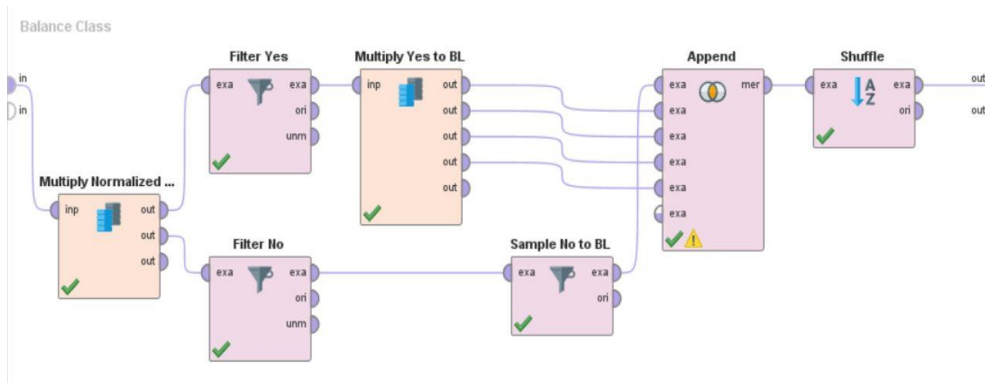 Balance Class
in
in
Multiply Normalized ...
inp
out
out
out
Filter Yes
exa
exa
ori
unm
Multiply Yes to BL
inp
out
out
out
out
out
Filter No
exa
exa
ori
unm
Sample No to BL
exa
exa
ori
Append
exa
mer
exa
exa
exa
exa
exa
Shuffle
exa
exa
ori
A
Z
out
out